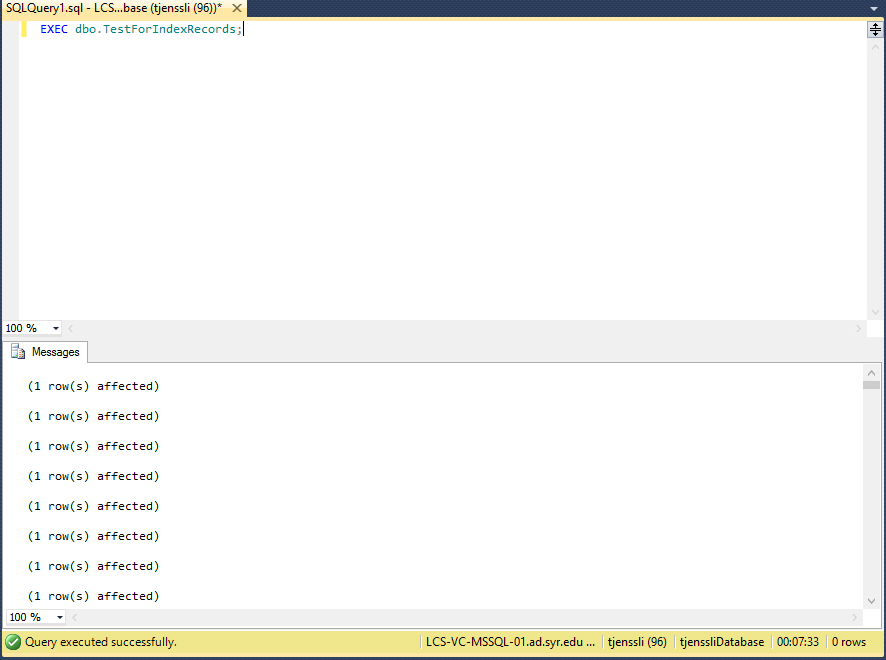 SQLQuery1.sql - LCS...base (tjenssli (96))*
EXEC dbo.TestForIndexRecords;
100 %
Messages
(1 row(s) affected)
(1 row(s) affected)
(1 row(s) affected)
(1 row(s) affected)
(1 row(s) affected)
(1 row(s) affected)
(1 row(s) affected)
(1 row(s) affected)
100 %
Query executed successfully. LCS-VC-MSSQL-01.ad.syr.edu ... tjenssli (96) tjenssliDatabase 00:07:33 0 rows